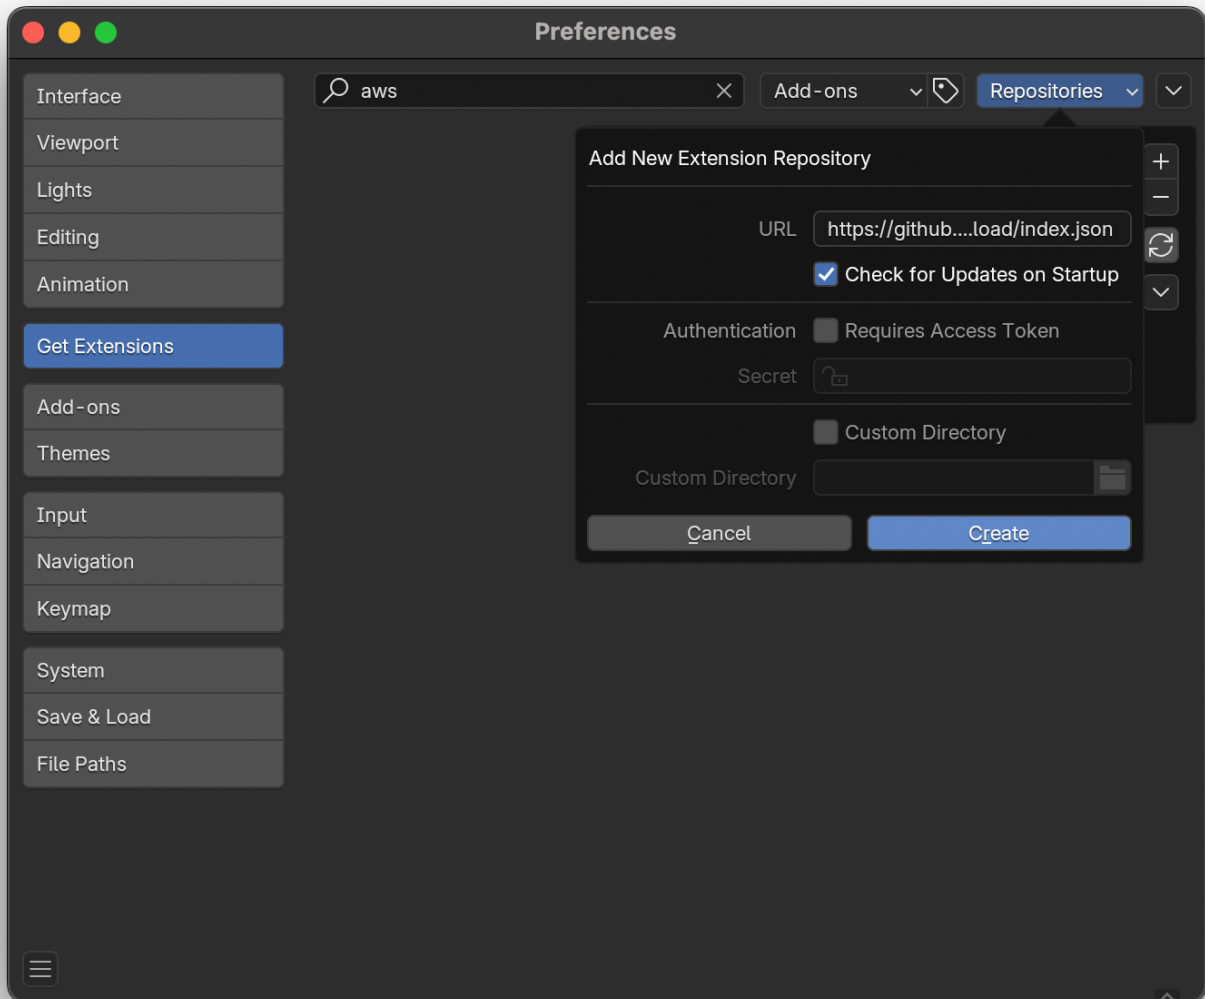 Preferences
Interface
Viewport
Lights
Editing
Animation
Get Extensions
Add-ons
Themes
Input
Navigation
Keymap
System
Save & Load
File Paths
aws
Add-ons
Repositories
Add New Extension Repository
URL https://github....load/index.json
Check for Updates on Startup
Authentication Requires Access Token
Secret
Custom Directory
Custom Directory
Cancel Create